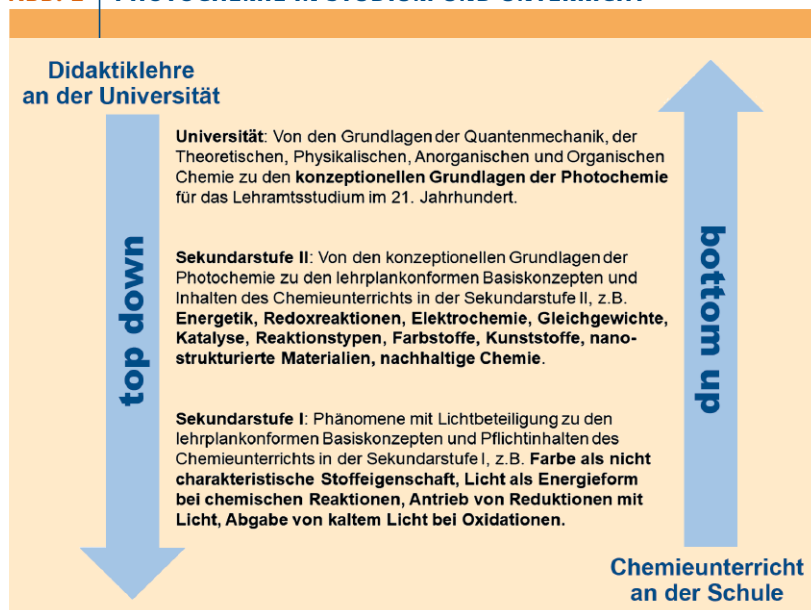 Didaktiklehre
an der Universität
top down
Universität: Von den Grundlagen der Quantenmechanik, der
Theoretischen, Physikalischen, Anorganischen und Organischen
Chemie zu den konzeptionellen Grundlagen der Photochemie
für das Lehramtsstudium im 21. Jahrhundert.
Sekundarstufe II: Von den konzeptionellen Grundlagen der
Photochemie zu den lehrplankonformen Basiskonzepten und
Inhalten des Chemieunterrichts in der Sekundarstufe II, z.B.
Energetik, Redoxreaktionen, Elektrochemie, Gleichgewichte,
Katalyse, Reaktionstypen, Farbstoffe, Kunststoffe, nano-
strukturierte Materialien, nachhaltige Chemie.
Sekundarstufe I: Phänomene mit Lichtbeteiligung zu den
lehrplankonformen Basiskonzepten und Pflichtinhalten des
Chemieunterrichts in der Sekundarstufe I, z.B. Farbe als nicht
charakteristische Stoffeigenschaft, Licht als Energieform
bei chemischen Reaktionen, Antrieb von Reduktionen mit
Licht, Abgabe von kaltem Licht bei Oxidationen.
bottom up
Chemieunterricht
an der Schule